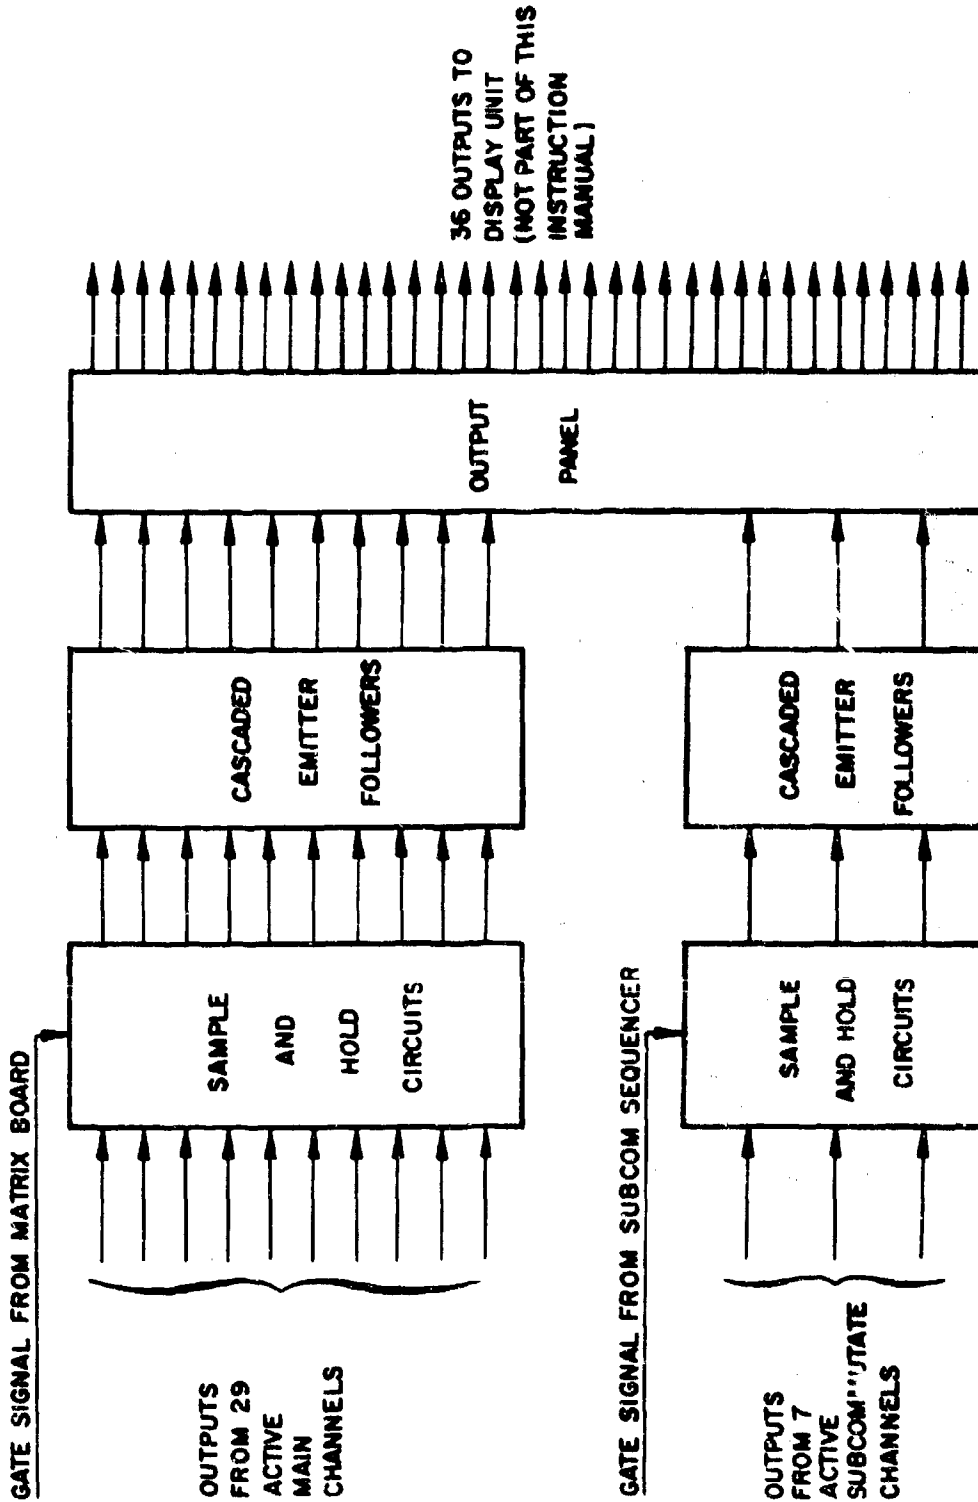 GATE SIGNAL FROM MATRIX BOARD
OUTPUTS
FROM 29
ACTIVE
MAIN
CHANNELS
SAMPLE
AND
HOLD
CIRCUITS
CASCADED
EMITTER
FOLLOWERS
OUTPUT
PANEL
36 OUTPUTS TO
DISPLAY UNIT
(NOT PART OF THIS
INSTRUCTION
MANUAL)
GATE SIGNAL FROM SUBCOM SEQUENCER
OUTPUTS
FROM 7
ACTIVE
SUBCOMMUTATE
CHANNELS
SAMPLE
AND HOLD
CIRCUITS
CASCADED
EMITTER
FOLLOWERS